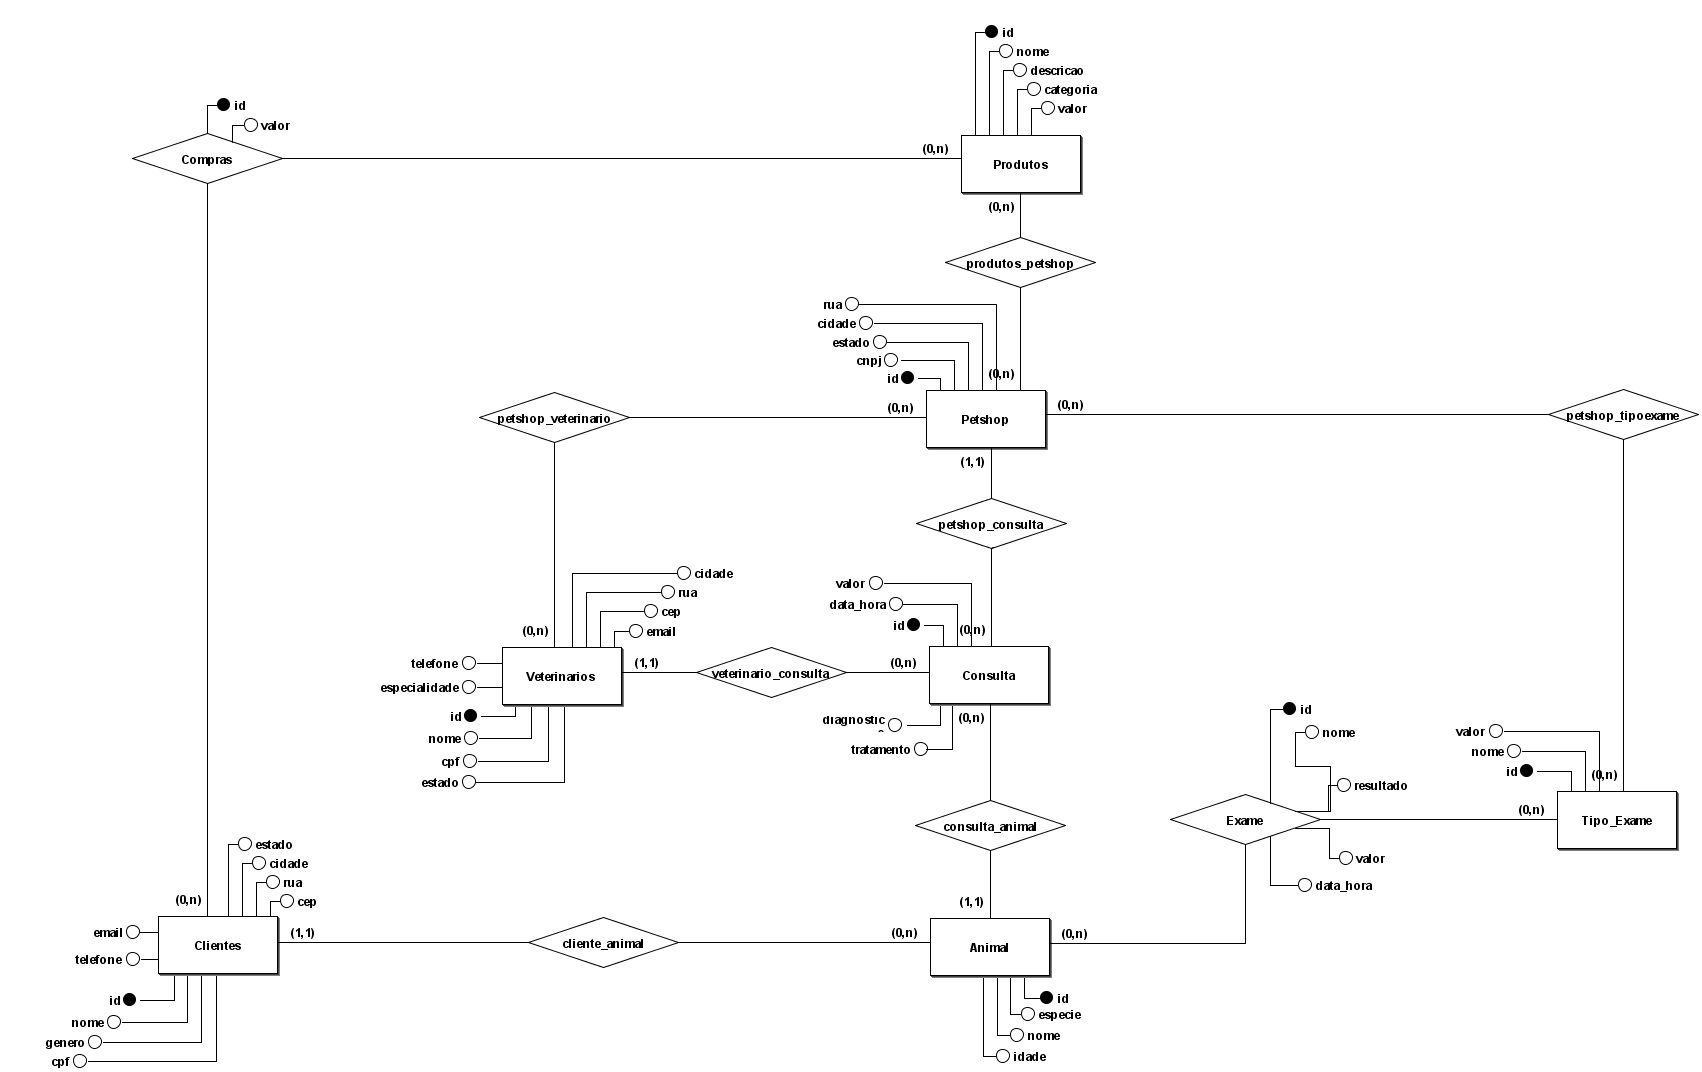 id
nome
descricao
categoria
valor
id
valor
Compras
(0,n)
Produtos
(0,n)
produtos_petshop
rua
cidade
estado
cnpj
id
(0,n)
petshop_veterinario
(0,n)
Petshop
(0,n)
petshop_tipoexame
(1,1)
petshop_consulta
cidade
rua
cep
email
(0,n)
telefone
especialidade
Veterinarios
id
nome
cpf
estado
(1,1)
veterinario_consulta
(0,n)
valor
data_hora
id
(0,n)
Consulta
diagnostic
tratamento
(0,n)
consulta_animal
(1,1)
id
nome
resultado
Exame
valor
data_hora
(0,n)
valor
nome
id
(0,n)
Tipo_Exame
estado
cidade
rua
cep
(0,n)
email
telefone
Clientes
id
nome
genero
cpf
(1,1)
cliente_animal
(0,n)
Animal
(0,n)
id
especie
nome
idade